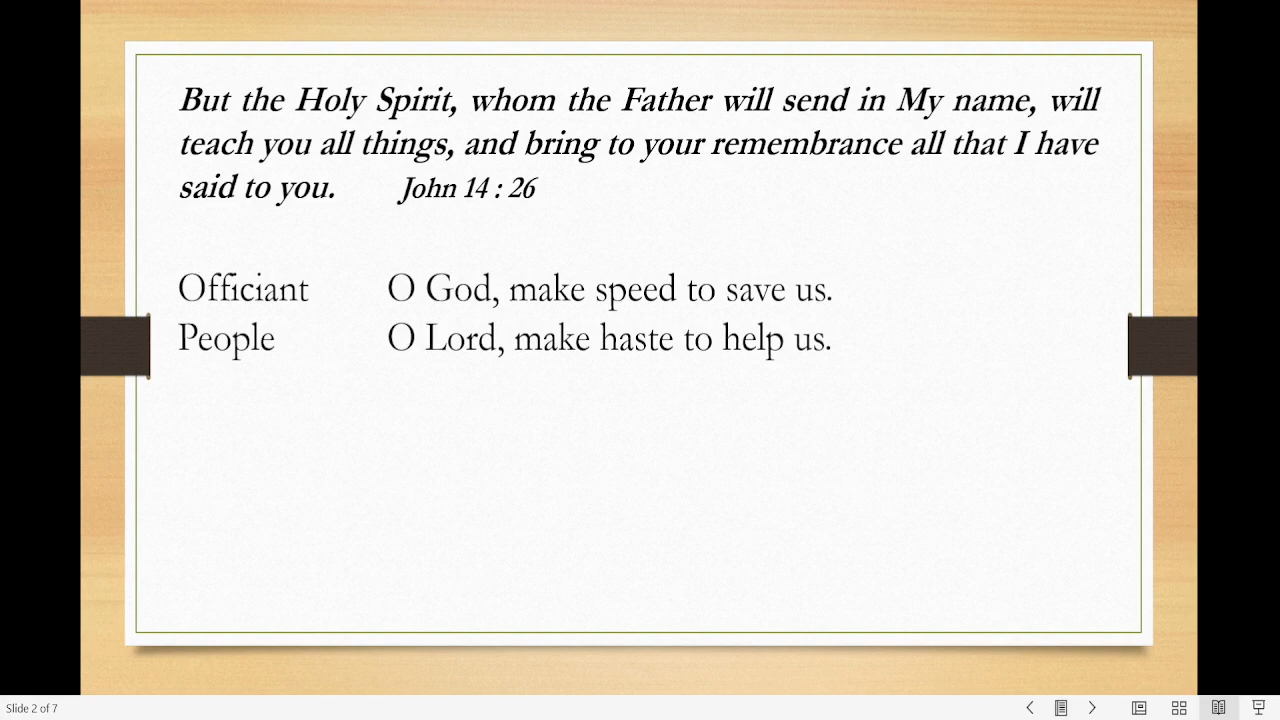 But the Holy Spirit, whom the Father will send in My name, will
teach you all things, and bring to your remembrance all that I have
said to you. John 14 : 26
Officiant O God, make speed to save us.
People O Lord, make haste to help us.
Slide 2 of 7